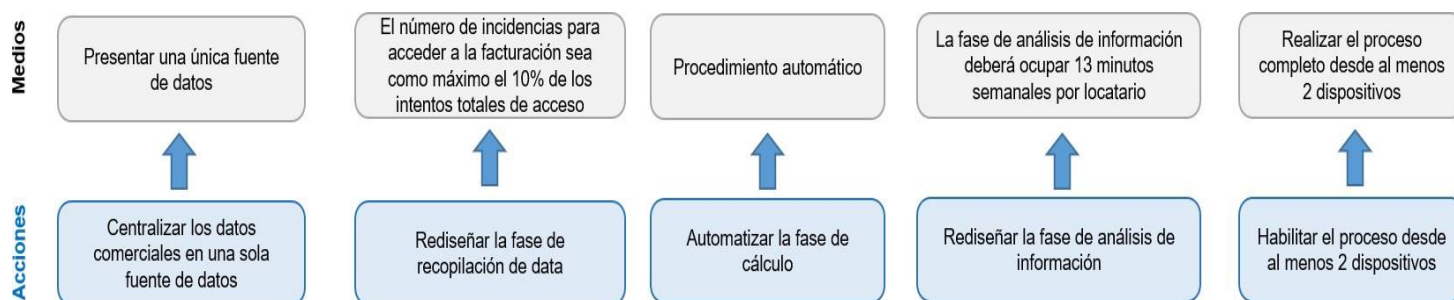 Medios
Presentar una única fuente
de datos
El número de incidencias para
acceder a la facturación sea
como máximo el 10% de los
intentos totales de acceso
Procedimiento automático
La fase de análisis de información
deberá ocupar 13 minutos
semanales por locatario
Realizar el proceso
completo desde al menos
2 dispositivos
Acciones
Centralizar los datos
comerciales en una sola
fuente de datos
Rediseñar la fase de
recopilación de data
Automatizar la fase de
cálculo
Rediseñar la fase de análisis de
información
Habilitar el proceso desde
al menos 2 dispositivos